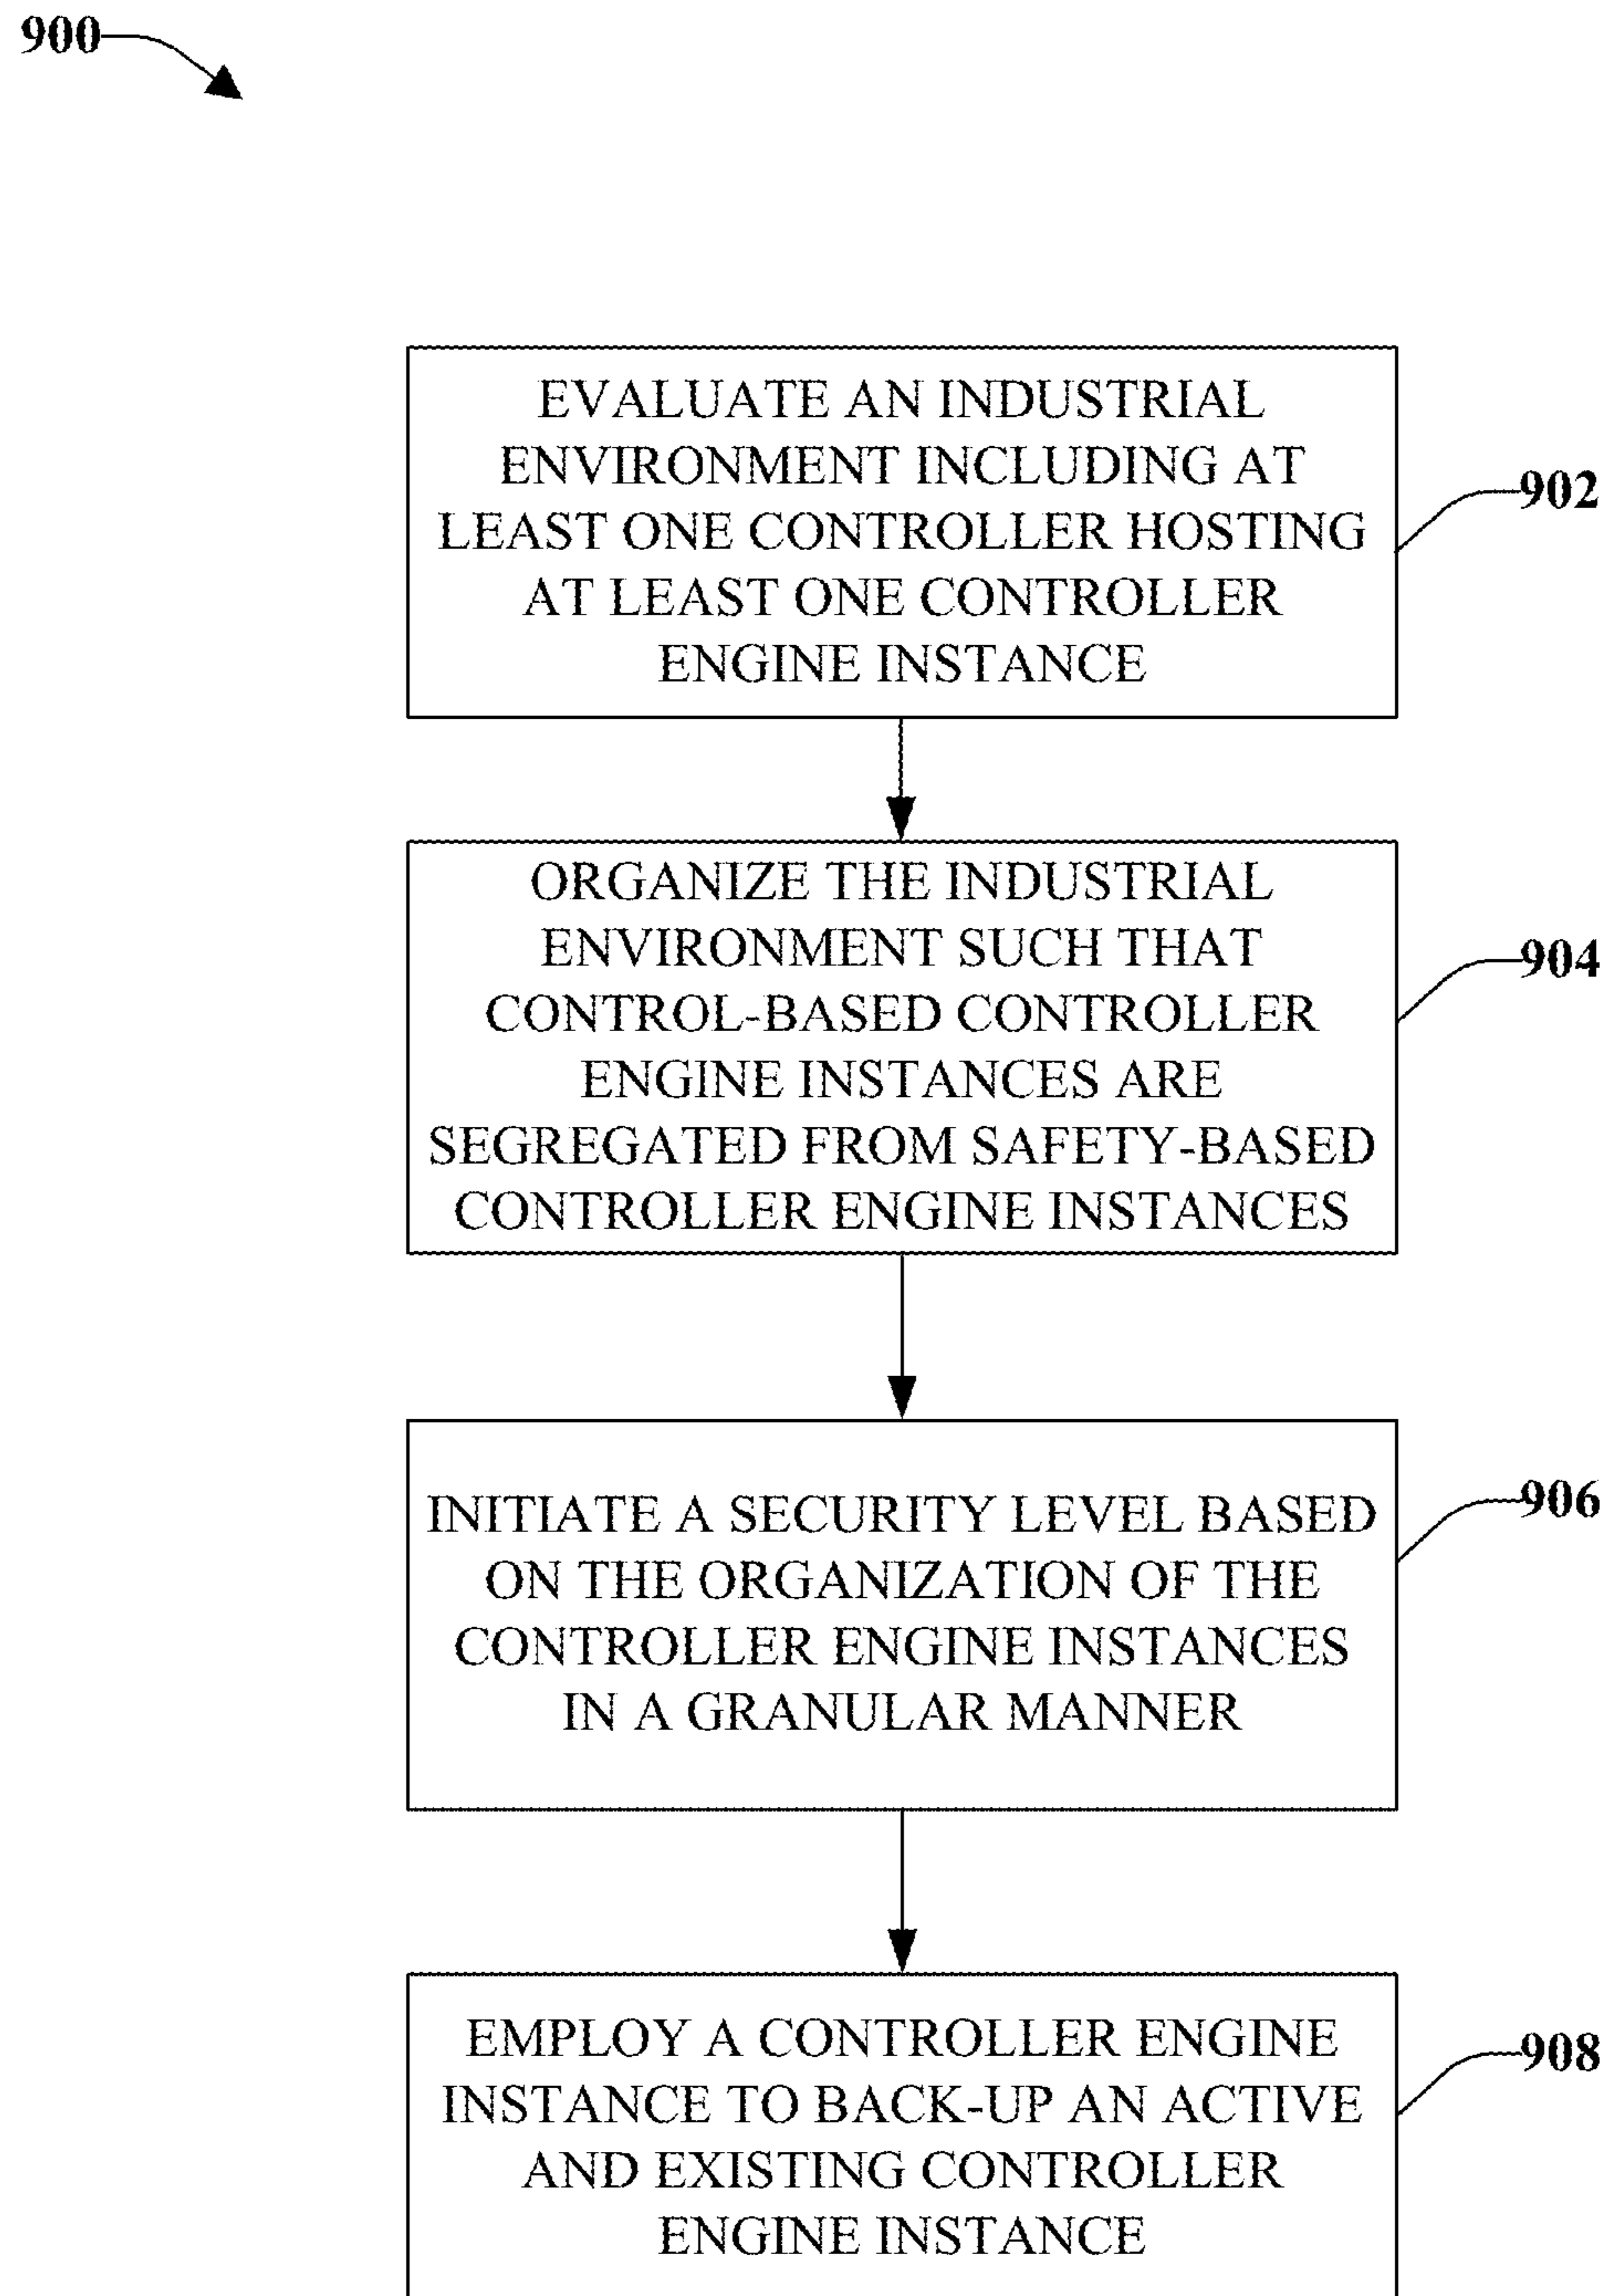 900
EVALUATE AN INDUSTRIAL
ENVIRONMENT INCLUDING AT
LEAST ONE CONTROLLER HOSTING
AT LEAST ONE CONTROLLER
ENGINE INSTANCE
902
ORGANIZE THE INDUSTRIAL
ENVIRONMENT SUCH THAT
CONTROL-BASED CONTROLLER
ENGINE INSTANCES ARE
SEGREGATED FROM SAFETY-BASED
CONTROLLER ENGINE INSTANCES
904
INITIATE A SECURITY LEVEL BASED
ON THE ORGANIZATION OF THE
CONTROLLER ENGINE INSTANCES
IN A GRANULAR MANNER
906
EMPLOY A CONTROLLER ENGINE
INSTANCE TO BACK-UP AN ACTIVE
AND EXISTING CONTROLLER
ENGINE INSTANCE
908